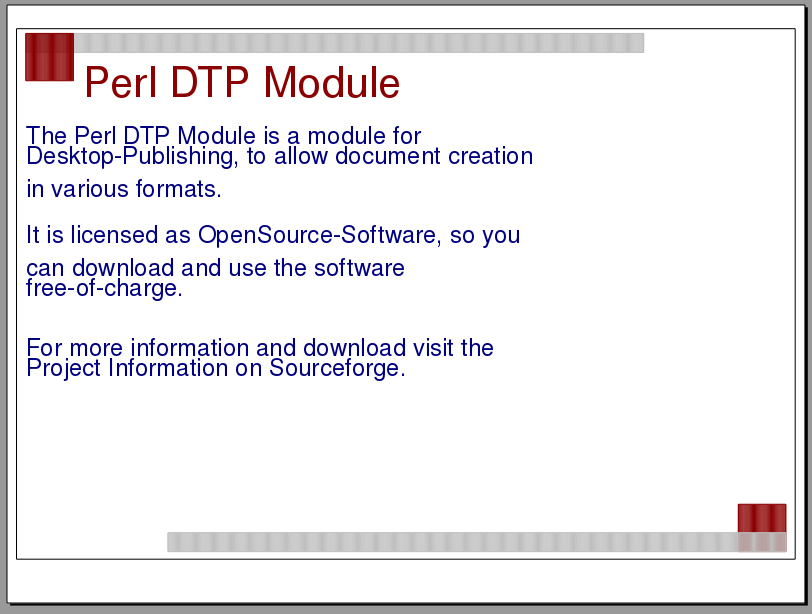 Perl DTP Module
The Perl DTP Module is a module for
Desktop-Publishing, to allow document creation
in various formats.
It is licensed as OpenSource-Software, so you
can download and use the software
free-of-charge.
For more information and download visit the
Project Information on Sourceforge.